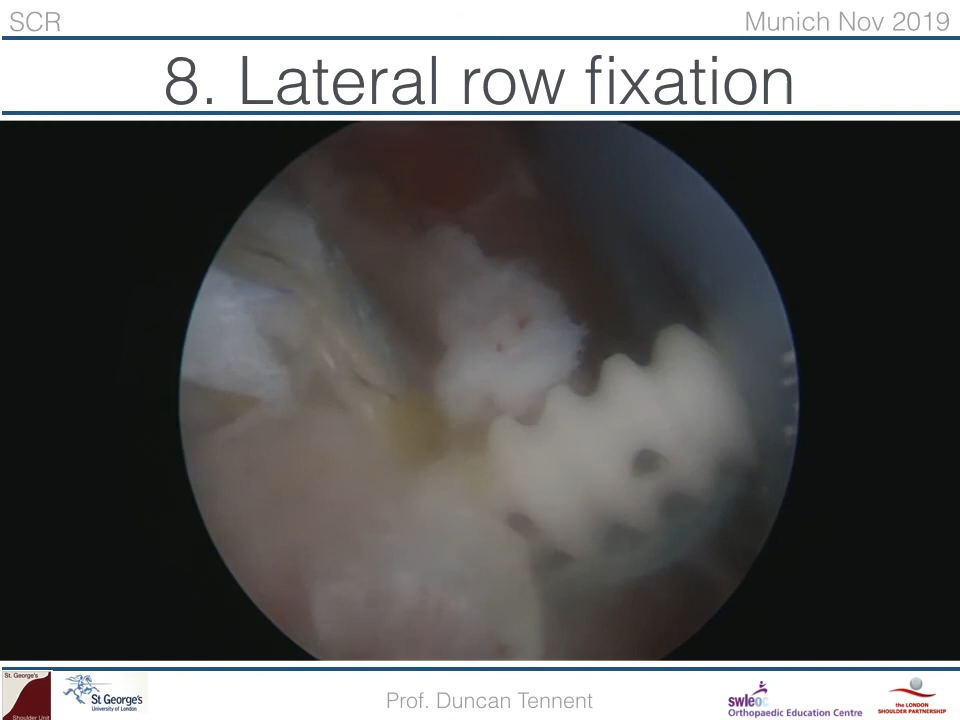 SCR
Munich Nov 2019
8. Lateral row fixation
St. George's
Shoulder Unit
St George's
University of London
Prof. Duncan Tennent
swleoc
Orthopaedic Education Centre
the LONDON
SHOULDER PARTNERSHIP